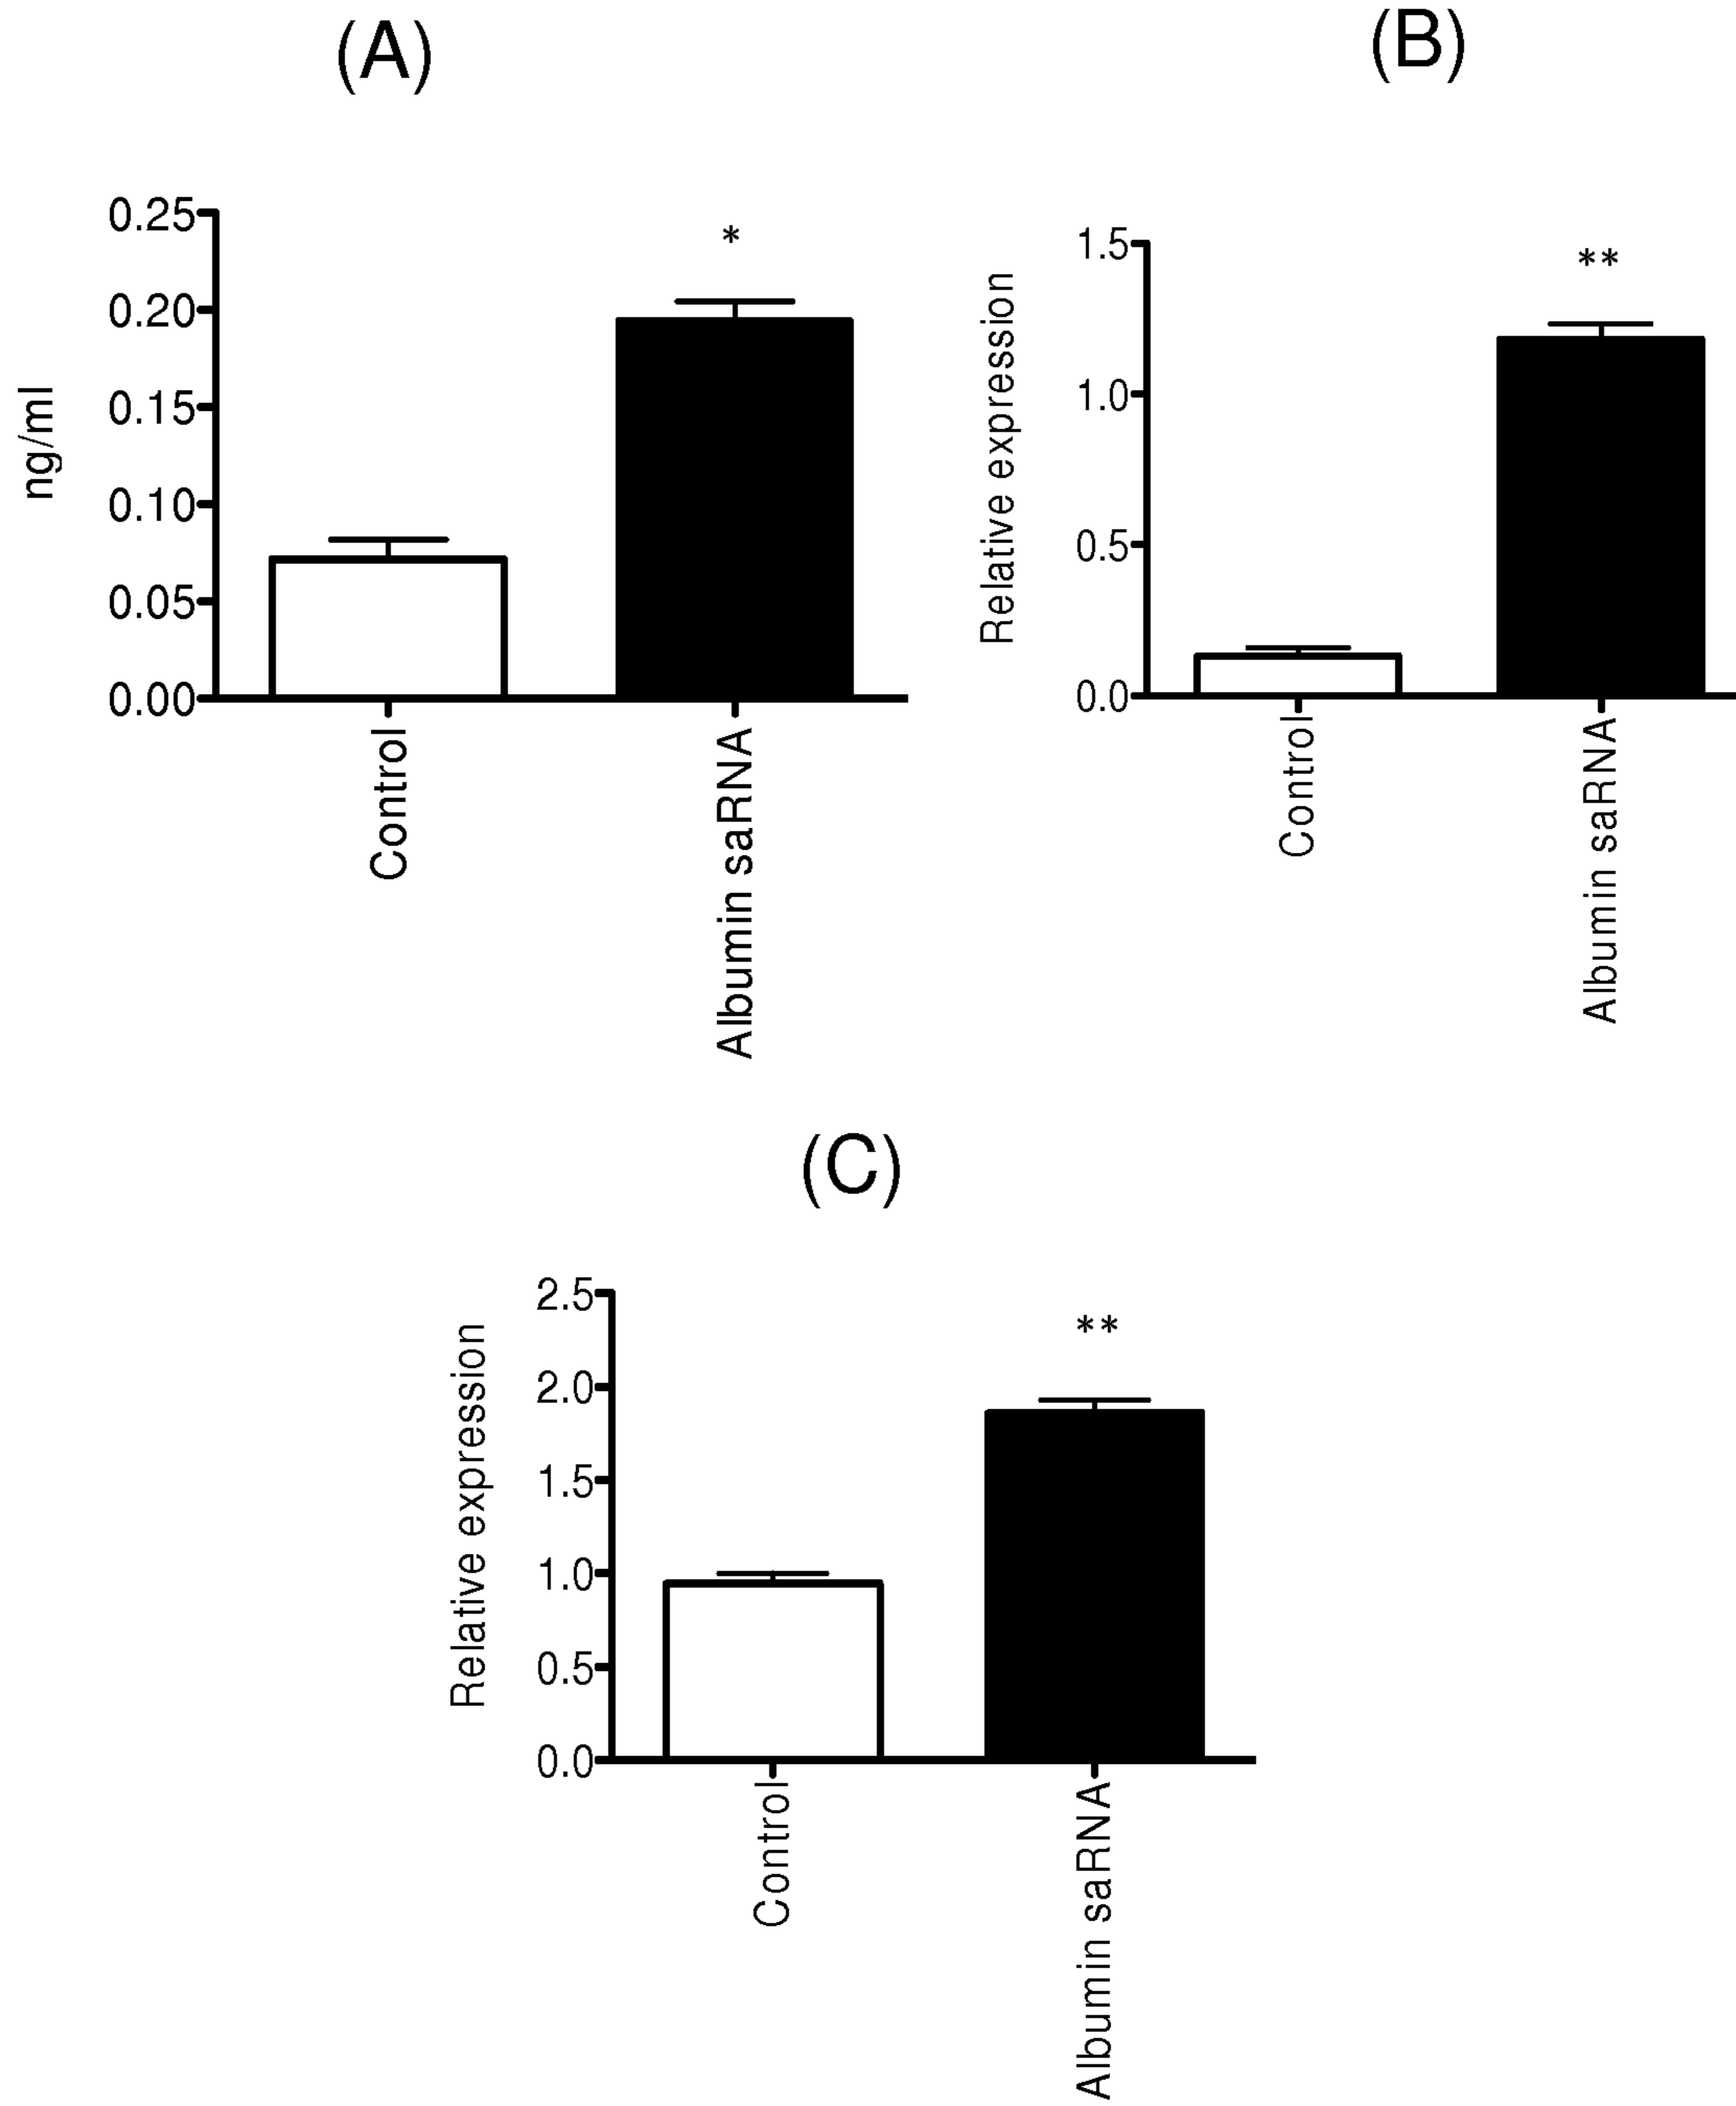 (A)
ng/ml
0.25
0.20
0.15
0.10
0.05
0.00
*
Control
Albumin saRNA
(B)
Relative expression
1.5
1.0
0.5
0.0
**
Control
Albumin saRNA
(C)
Relative expression
2.5
2.0
1.5
1.0
0.5
0.0
**
Control
Albumin saRNA